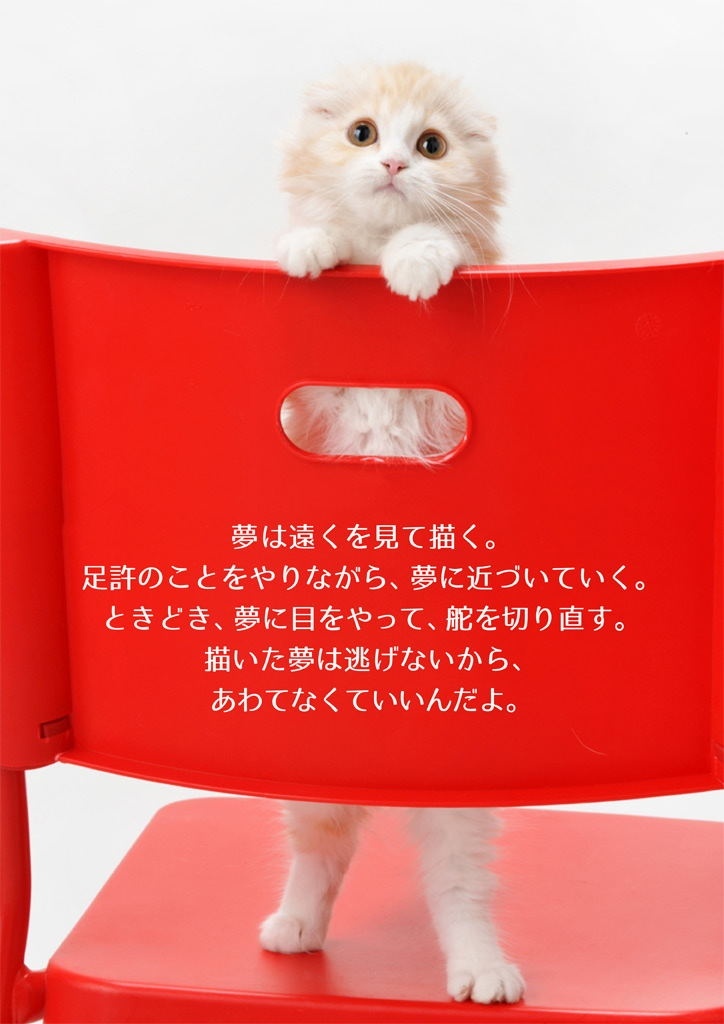 夢は遠くを見て描く。
足許のことをやりながら、夢に近づいていく。
ときどき、夢に目をやって、舵を切り直す。
描いた夢は逃げないから、
あわてなくていいんだよ。